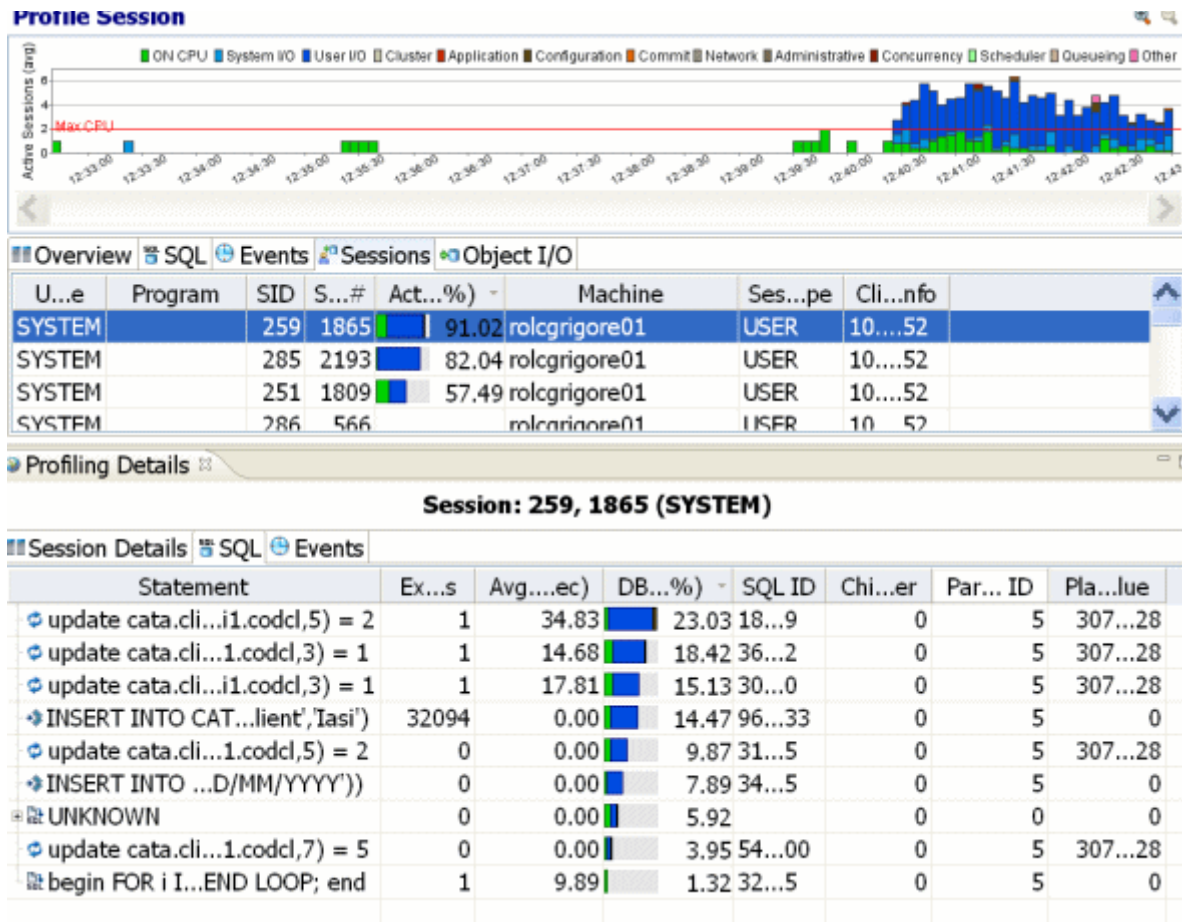 Profile Session
ON CPU System I/O User I/O Cluster Application Configuration Commit Network Administrative Concurrency Scheduler Queueing Other
Active Sessions (avg)
6
4
2
0
Max CPU
12:33:00 12:33:30 12:34:00 12:34:30 12:35:00 12:35:30 12:36:00 12:36:30 12:37:00 12:37:30 12:38:00 12:38:30 12:39:00 12:39:30 12:40:00 12:40:30 12:41:00 12:41:30 12:42:00 12:42:30 12:43
Overview SQL Events Sessions Object I/O
U...e Program SID S...# Act...%) Machine Ses...pe Cli...nfo
SYSTEM 259 1865 91.02 rolcgrigore01 USER 10....52
SYSTEM 285 2193 82.04 rolcgrigore01 USER 10....52
SYSTEM 251 1809 57.49 rolcgrigore01 USER 10....52
SYSTEM 286 566 rolcgrigore01 USER 10....52
Profiling Details
Session: 259, 1865 (SYSTEM)
Session Details SQL Events
Statement Ex...s Avg....ec) DB...%) SQL ID Chi...er Par... ID Pla...lue
update cata.cli...i1.codcl,5) = 2 1 34.83 23.03 18...9 0 5 307...28
update cata.cli...1.codcl,3) = 1 1 14.68 18.42 36...2 0 5 307...28
update cata.cli...i1.codcl,3) = 1 1 17.81 15.13 30...0 0 5 307...28
INSERT INTO CAT...lient','Iasi') 32094 0.00 14.47 96...33 0 5 0
update cata.cli...1.codcl,5) = 2 0 0.00 9.87 31...5 0 5 307...28
INSERT INTO ...D/MM/YYYY')) 0 0.00 7.89 34...5 0 5 0
UNKNOWN 0 0.00 5.92 0 0 0
update cata.cli...1.codcl,7) = 5 0 0.00 3.95 54...00 0 5 307...28
begin FOR i I...END LOOP; end 1 9.89 1.32 32...5 0 5 0